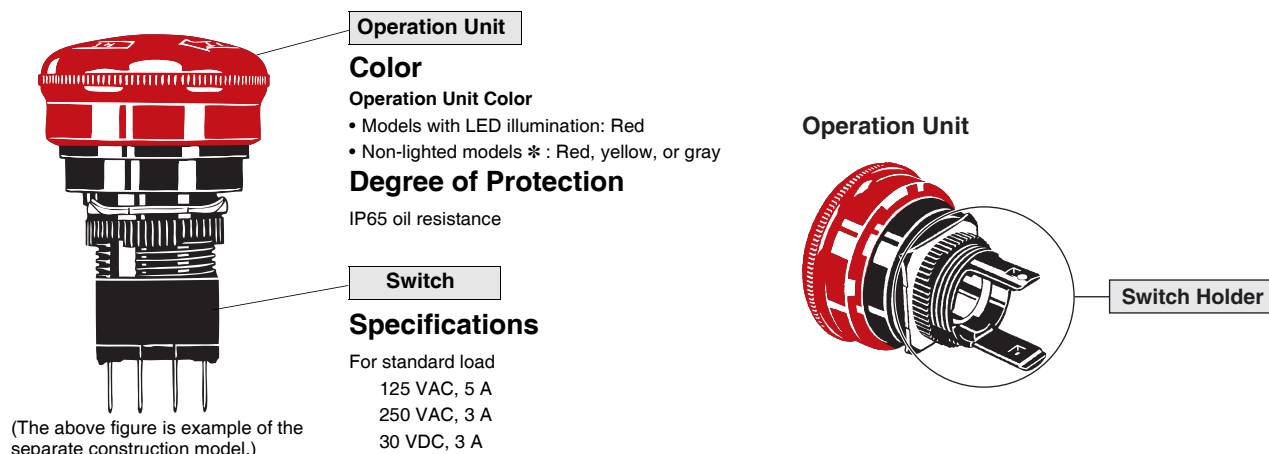 Operation Unit
Color
Operation Unit Color
• Models with LED illumination: Red
• Non-lighted models ✻ : Red, yellow, or gray
Degree of Protection
IP65 oil resistance
Switch
Specifications
For standard load
125 VAC, 5 A
250 VAC, 3 A
30 VDC, 3 A
(The above figure is example of the
separate construction model.)
Operation Unit
Switch Holder